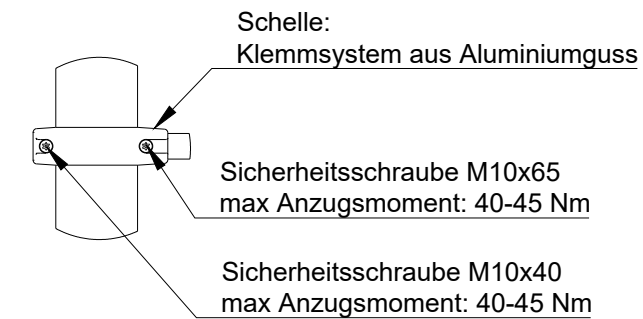 Schelle:
Klemmsystem aus Aluminiumguss
Sicherheitsschraube M10x65
max Anzugsmoment: 40-45 Nm
Sicherheitsschraube M10x40
max Anzugsmoment: 40-45 Nm